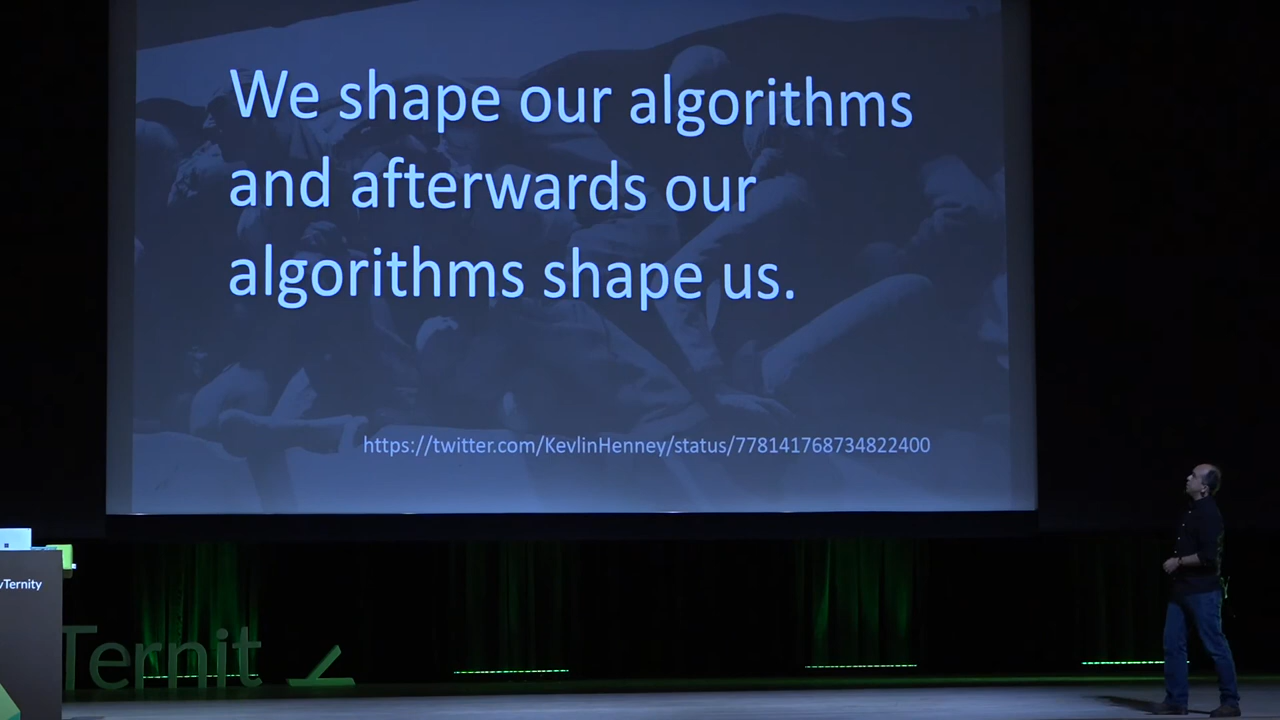 We shape our algorithms
and afterwards our
algorithms shape us.
https://twitter.com/KevlinHenney/status/778141768734822400
vTernity
Ternit